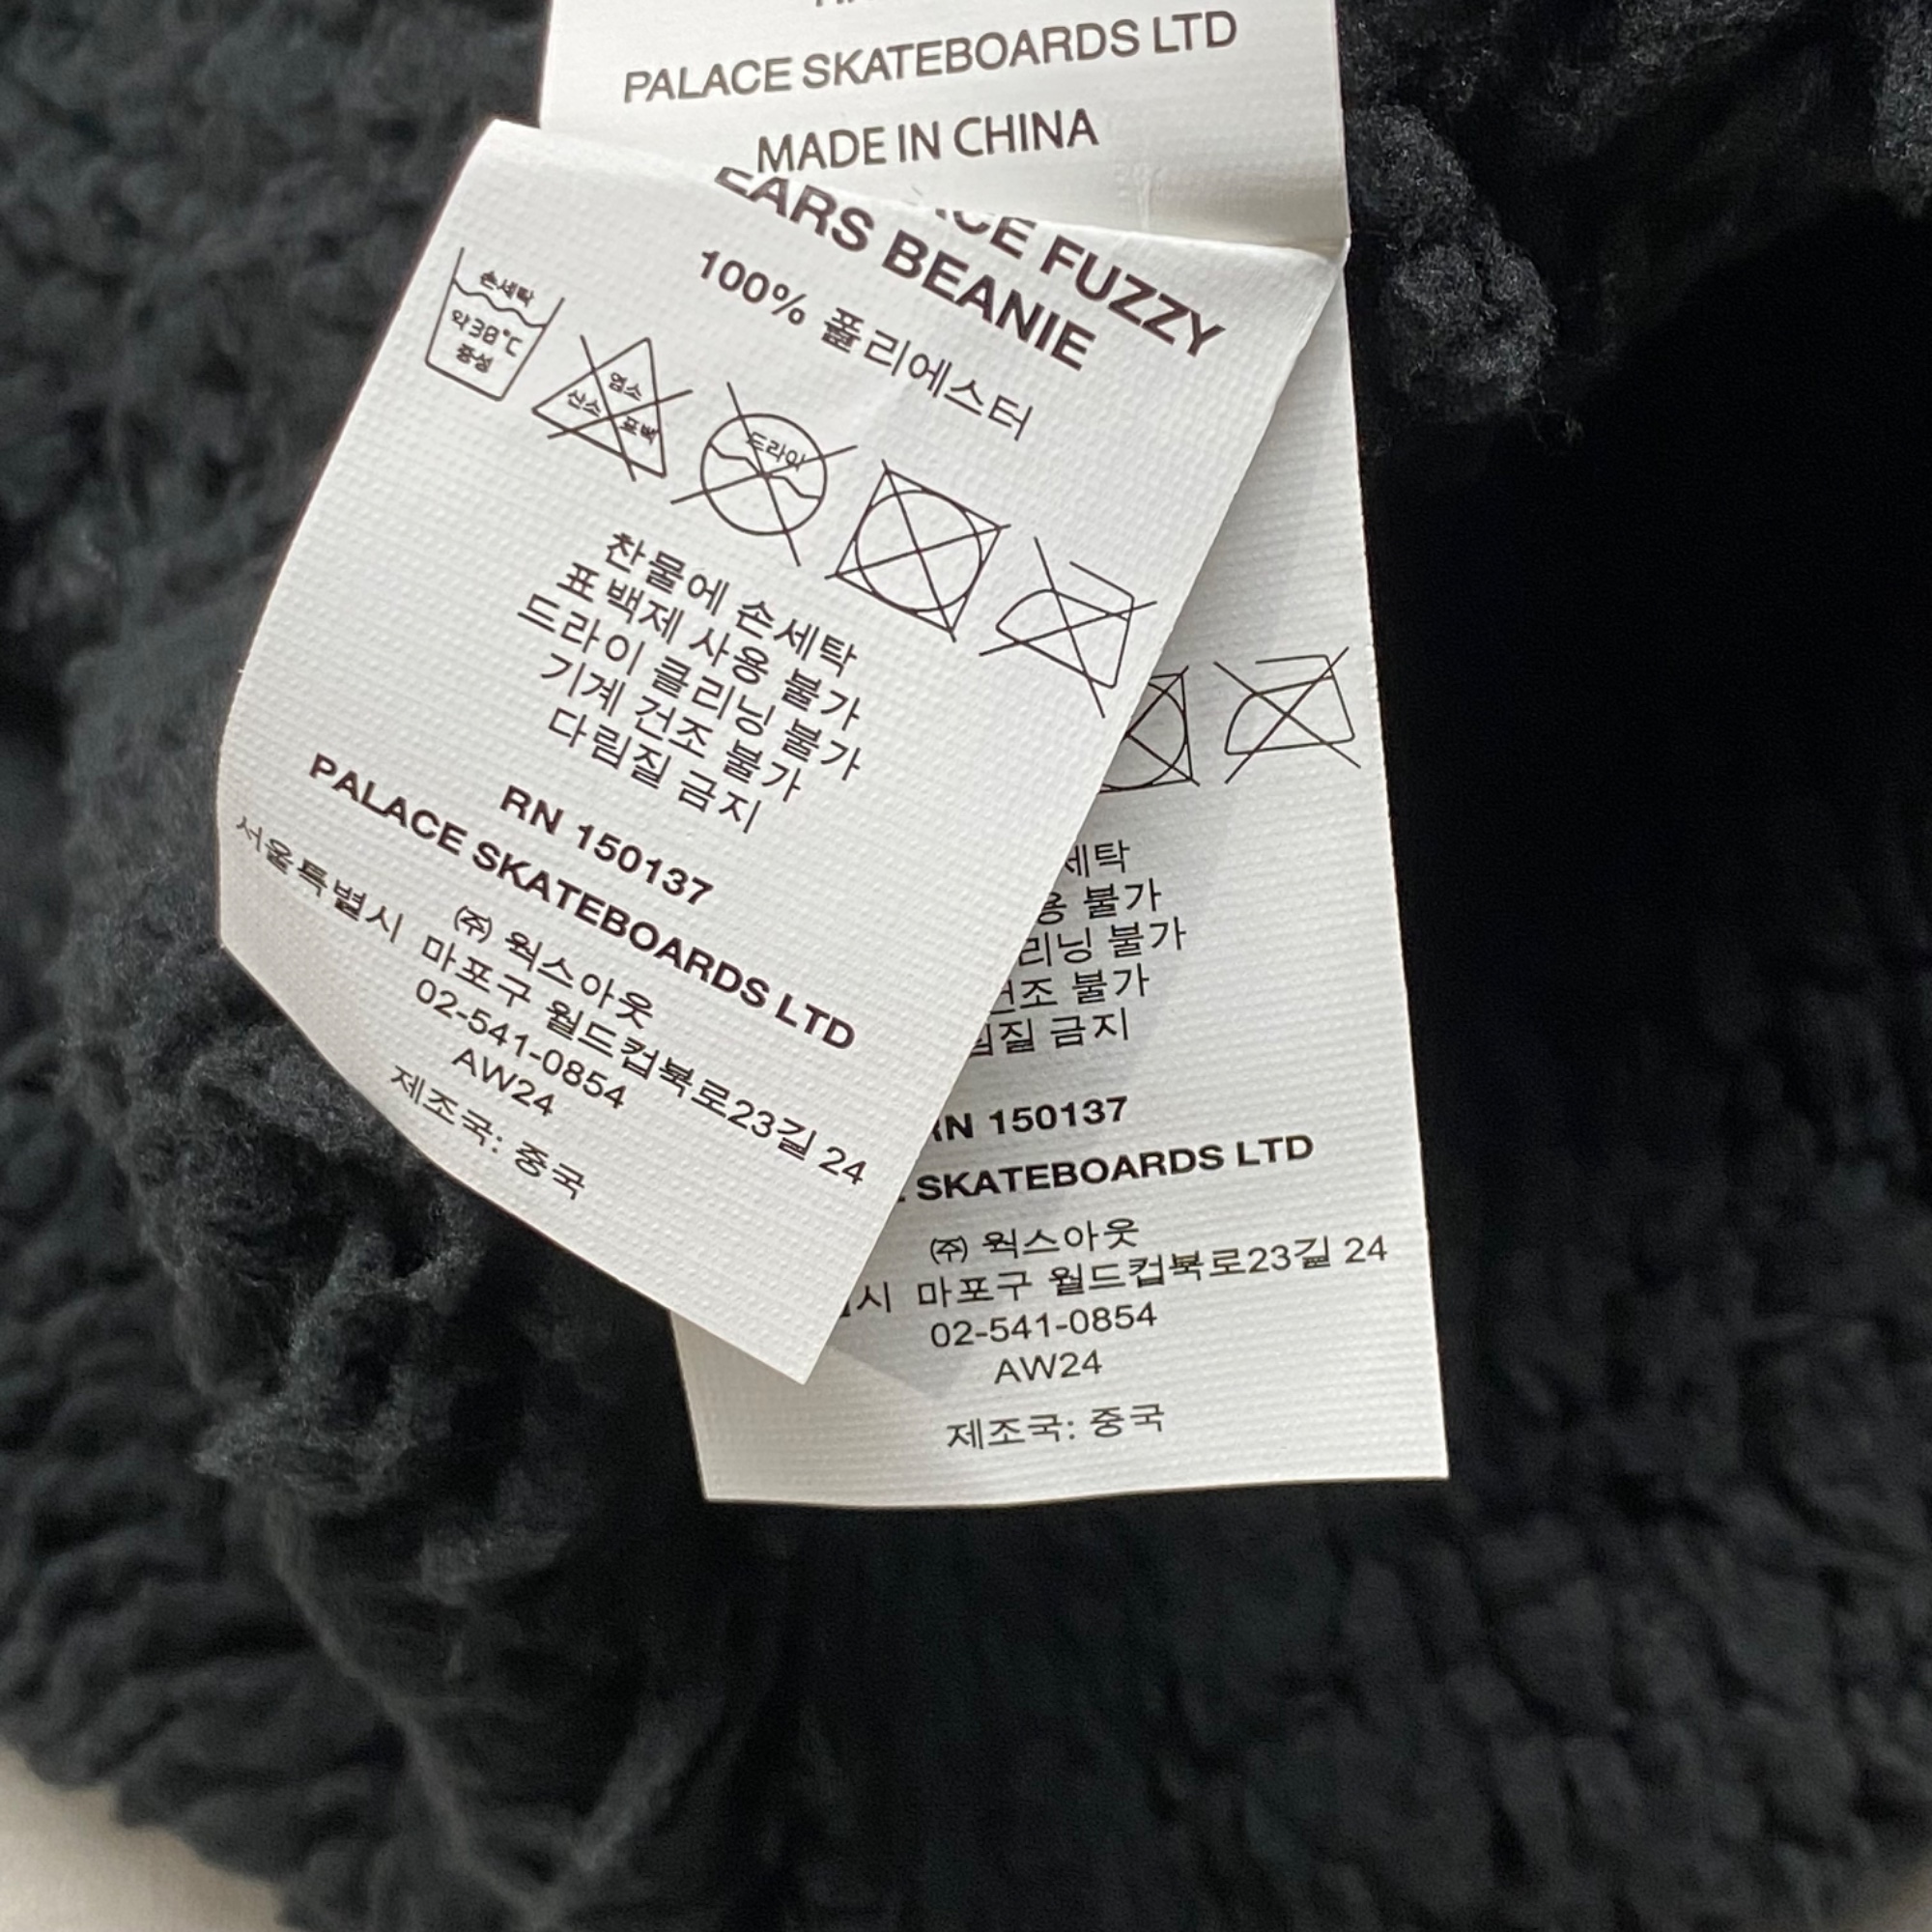 PALACE SKATEBOARDS LTD
MADE IN CHINA
FUZZY
EARS BEANIE
100% 폴리에스터
손세탁
약30°C
중성
염소
산소 표백
드라이
찬물에 손세탁
표백제 사용 불가
드라이 클리닝 불가
기계 건조 불가
다림질 금지
RN 150137
PALACE SKATEBOARDS LTD
㈜ 웍스아웃
서울특별시 마포구 월드컵북로23길 24
02-541-0854
AW24
제조국: 중국
세탁
용 불가
리닝 불가
건조 불가
림질 금지
RN 150137
SKATEBOARDS LTD
㈜ 웍스아웃
시 마포구 월드컵북로23길 24
02-541-0854
AW24
제조국: 중국